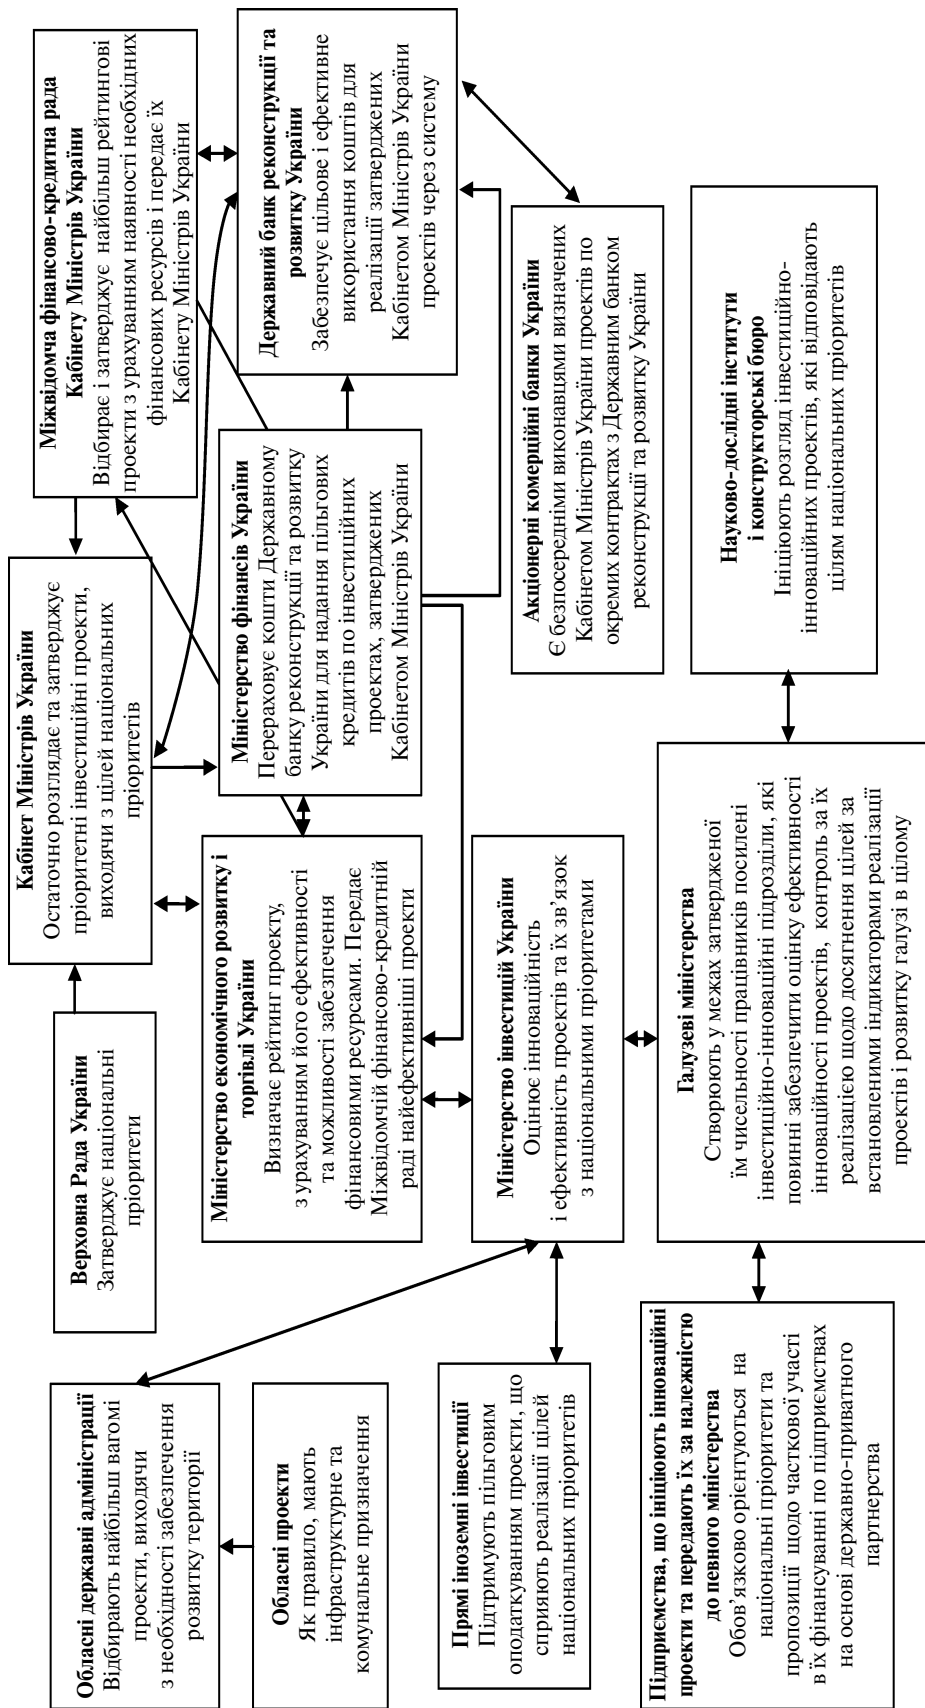 Верховна Рада України
Затверджує національні
пріоритети
Кабінет Міністрів України
Остаточно розглядає та затверджує
пріоритетні інвестиційні проекти,
виходячи з цілей національних
пріоритетів
Міжвідомча фінансово-кредитна рада
Кабінету Міністрів України
Відбирає і затверджує найбільш рейтингові
проекти з урахуванням наявності необхідних
фінансових ресурсів і передає їх
Кабінету Міністрів України
Обласні державні адміністрації
Відбирають найбільш вагомі
проекти, виходячи
з необхідності забезпечення
розвитку території
Міністерство економічного розвитку і
торгівлі України
Визначає рейтинг проекту,
з урахуванням його ефективності
та можливості забезпечення
фінансовими ресурсами. Передає
Міжвідомчій фінансово-кредитній
раді найефективніші проекти
Міністерство фінансів України
Перераховує кошти Державному
банку реконструкції та розвитку
України для надання пільгових
кредитів по інвестиційних
проектах, затверджених
Кабінетом Міністрів України
Державний банк реконструкції та
розвитку України
Забезпечує цільове і ефективне
використання коштів для
реалізації затверджених
Кабінетом Міністрів України
проектів через систему
Обласні проекти
Як правило, мають
інфраструктурне та
комунальне призначення
Прямі іноземні інвестиції
Підтримують пільговим
оподаткуванням проекти, що
сприяють реалізації цілей
національних пріоритетів
Міністерство інвестицій України
Оцінює інноваційність
і ефективність проектів та їх зв’язок
з національними пріоритетами
Акціонерні комерційні банки України
Є безпосередніми виконавцями визначених
Кабінетом Міністрів України проектів по
окремих контрактах з Державним банком
реконструкції та розвитку України
Підприємства, що ініціюють інноваційні
проекти та передають їх за належністю
до певного міністерства
Обов’язково орієнтуються на
національні пріоритети та
пропозиції щодо часткової участі
в їх фінансуванні по підприємствах
на основі державно-приватного
партнерства
Галузеві міністерства
Створюють у межах затвердженої
їм чисельності працівників посилені
інвестиційно-інноваційні підрозділи, які
повинні забезпечити оцінку ефективності
інноваційності проектів, контроль за їх
реалізацією щодо досягнення цілей за
встановленими індикаторами реалізації
проектів і розвитку галузі в цілому
Науково-дослідні інститути
і конструкторські бюро
Ініціюють розгляд інвестиційно-
інноваційних проектів, які відповідають
цілям національних пріоритетів